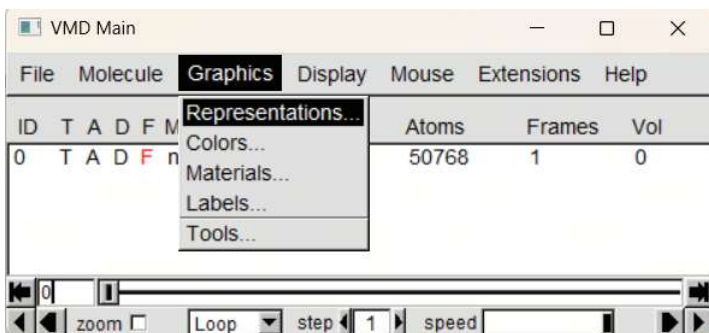 VMD Main
File Molecule Graphics Display Mouse Extensions Help
Representations...
ID T A D F M Atoms Frames Vol
Colors...
0 T A D F n 50768 1 0
Materials...
Labels...
Tools...
0
zoom Loop step 1 speed